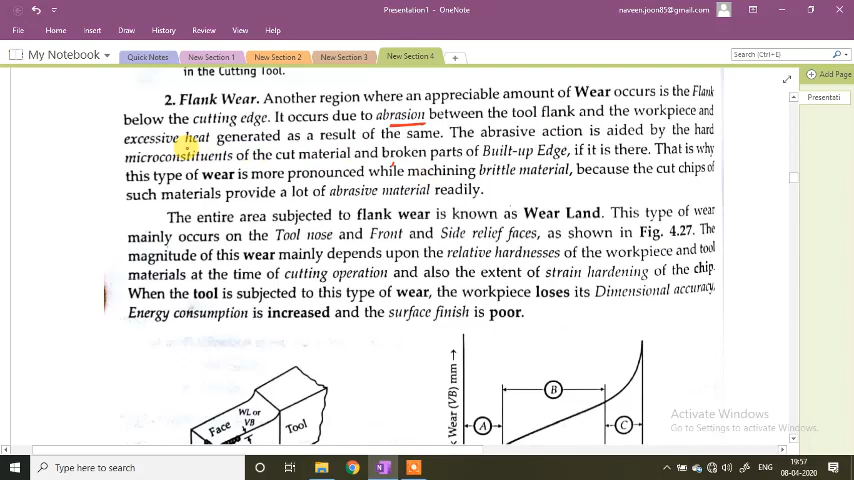 Presentation1 - OneNote
naveen.joon85@gmail.com
File Home Insert Draw History Review View Help
My Notebook Quick Notes New Section 1 New Section 2 New Section 3 New Section 4 +
Search (Ctrl+E)
Add Page
Presentati
in the Cutting Tool.
2. Flank Wear. Another region where an appreciable amount of Wear occurs is the Flank
below the cutting edge. It occurs due to abrasion between the tool flank and the workpiece and
excessive heat generated as a result of the same. The abrasive action is aided by the hard
microconstituents of the cut material and broken parts of Built-up Edge, if it is there. That is why
this type of wear is more pronounced while machining brittle material, because the cut chips of
such materials provide a lot of abrasive material readily.
The entire area subjected to flank wear is known as Wear Land. This type of wear
mainly occurs on the Tool nose and Front and Side relief faces, as shown in Fig. 4.27. The
magnitude of this wear mainly depends upon the relative hardnesses of the workpiece and tool
materials at the time of cutting operation and also the extent of strain hardening of the chip.
When the tool is subjected to this type of wear, the workpiece loses its Dimensional accuracy,
Energy consumption is increased and the surface finish is poor.
Face
WL or
VB
Tool
k Wear (VB) mm →
A
B
C
Activate Windows
Go to Settings to activate Windows.
Type here to search
ENG
19:57
08-04-2020